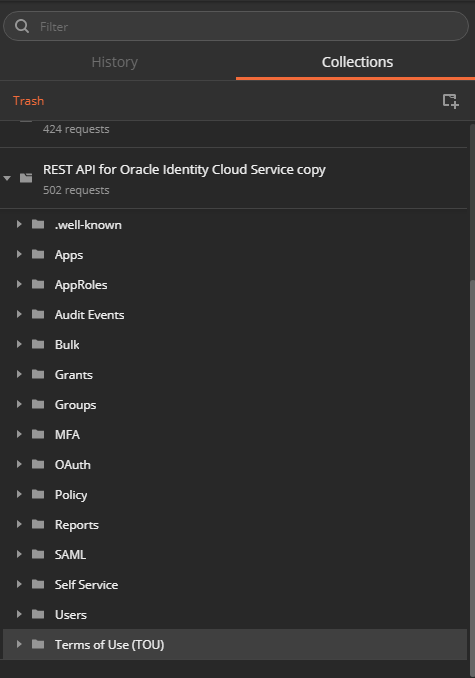 Filter
History
Collections
Trash
424 requests
REST API for Oracle Identity Cloud Service copy
502 requests
.well-known
Apps
AppRoles
Audit Events
Bulk
Grants
Groups
MFA
OAuth
Policy
Reports
SAML
Self Service
Users
Terms of Use (TOU)